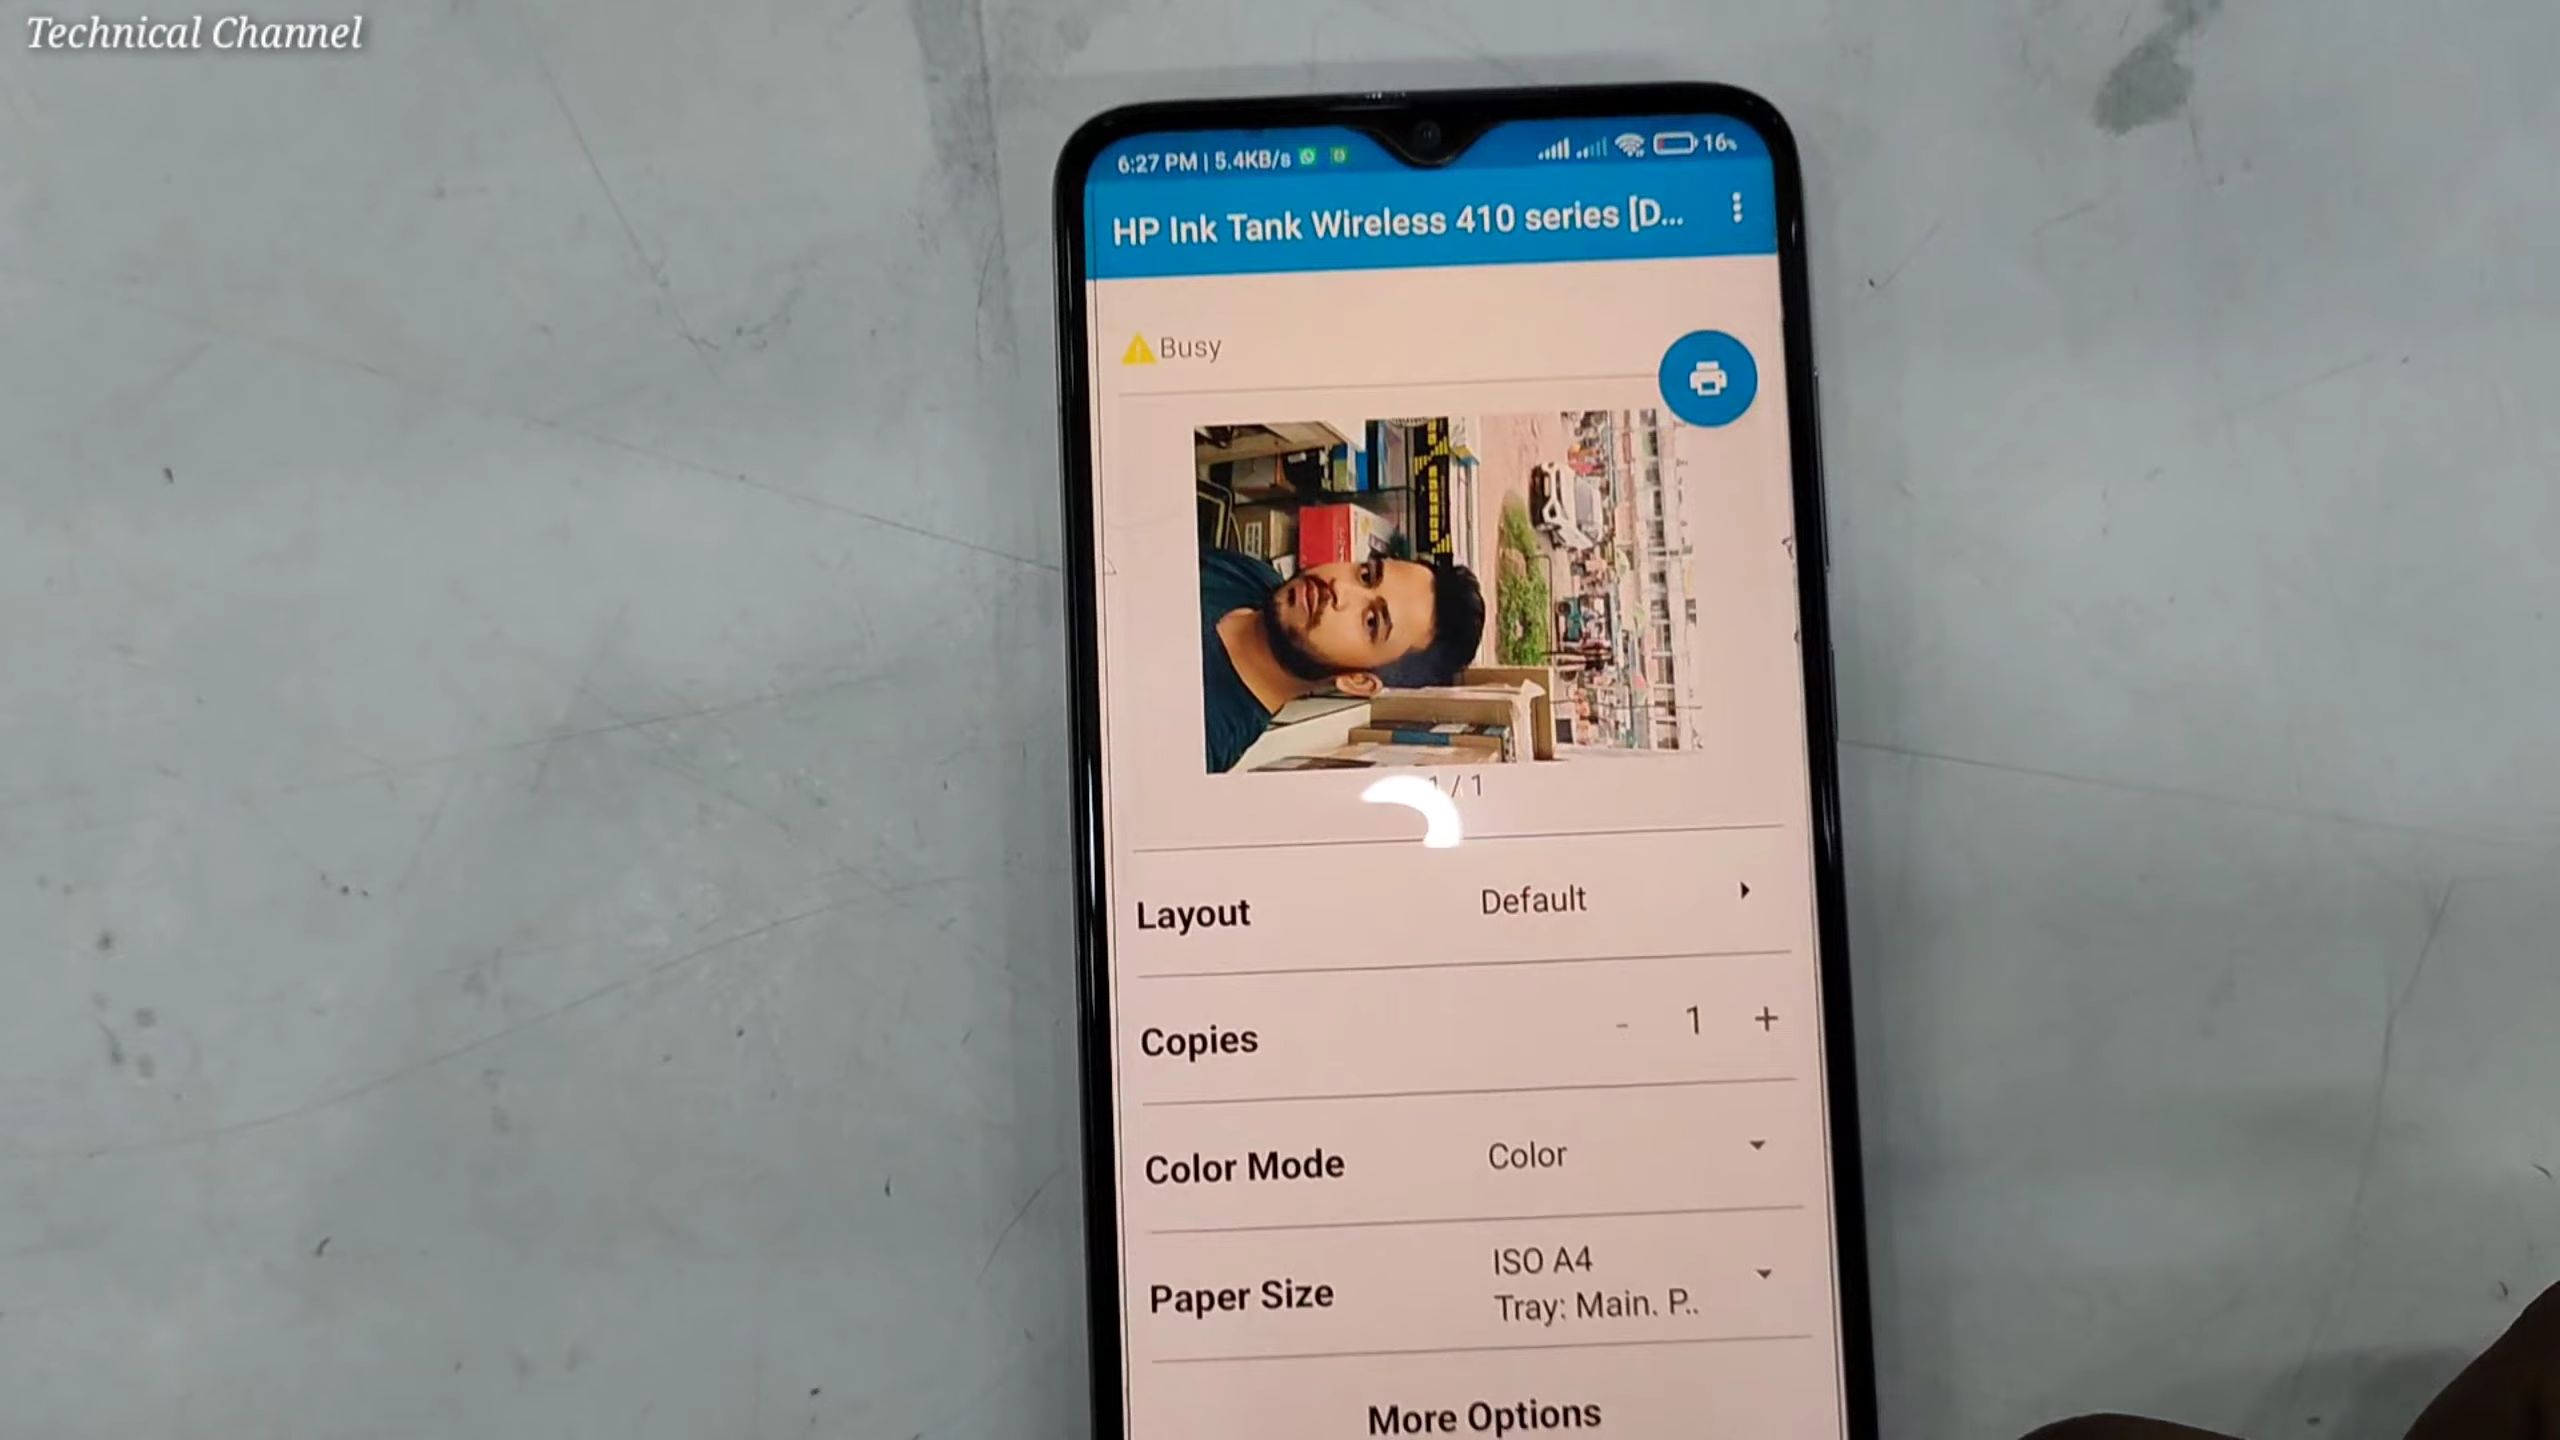 Technical Channel
6:27 PM | 5.4KB/s
16%
HP Ink Tank Wireless 410 series [D...
Busy
1 / 1
Layout Default
Copies - 1 +
Color Mode Color
Paper Size ISO A4
Tray: Main. P..
More Options